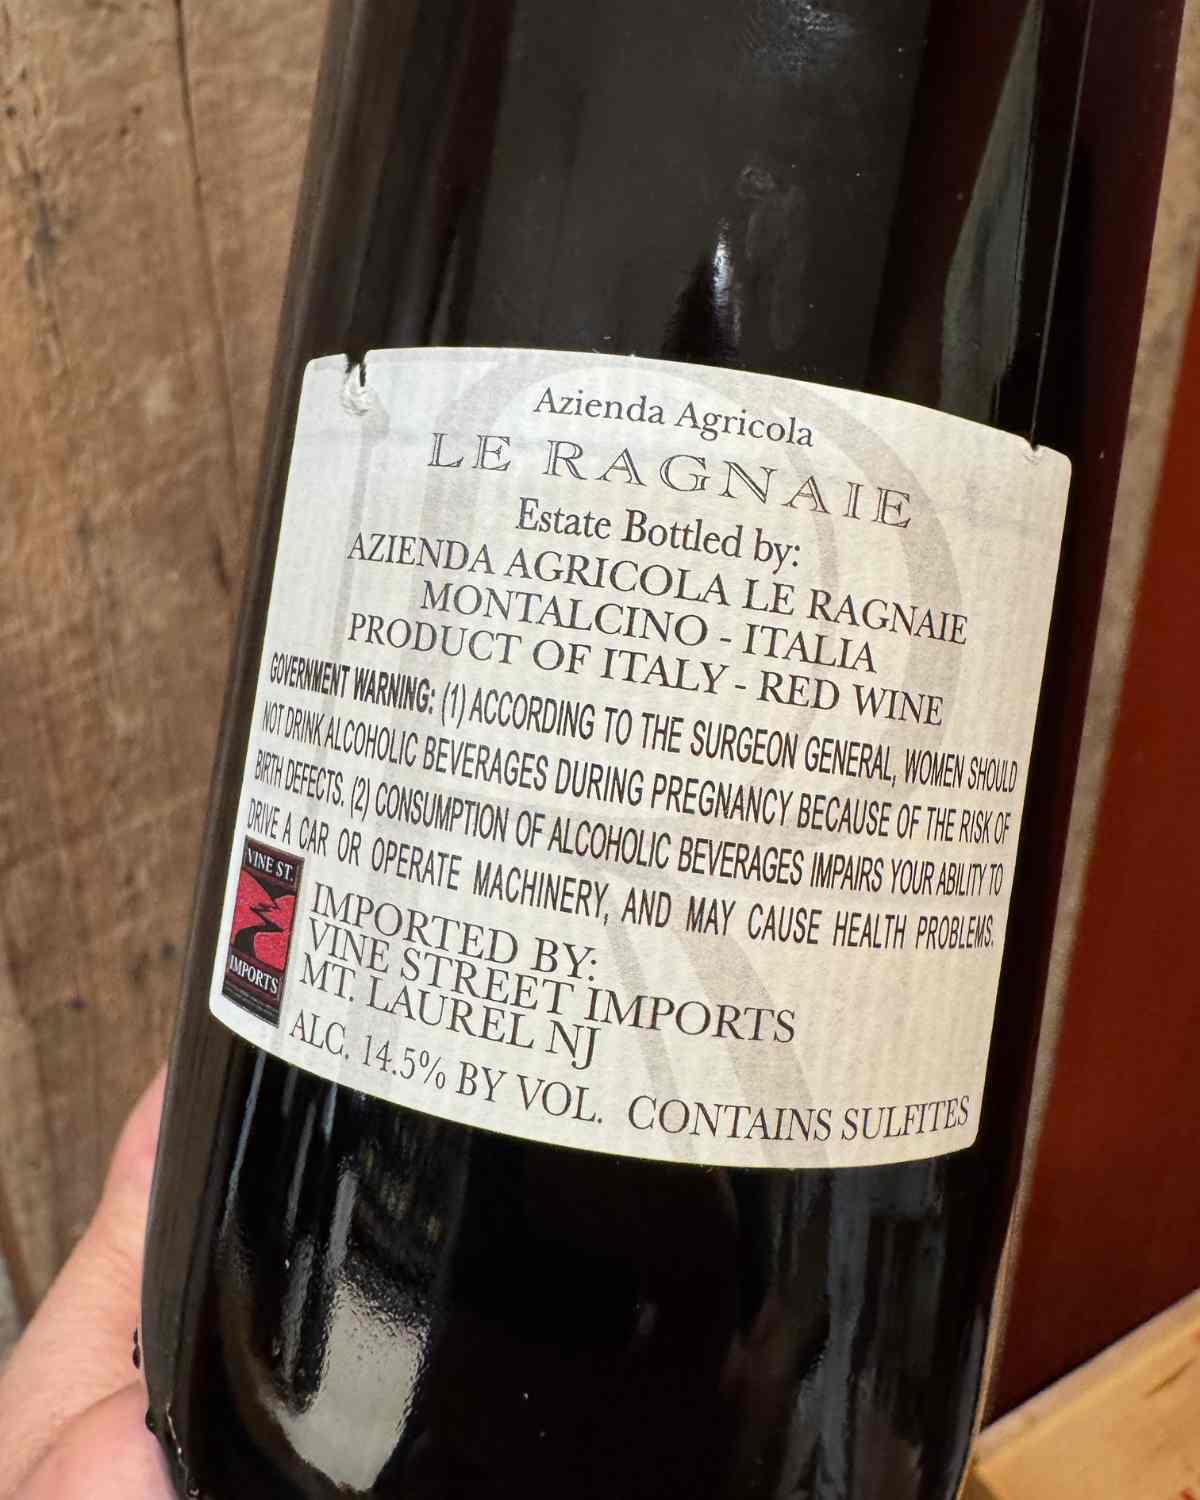 Azienda Agricola
LE RAGNAIE
Estate Bottled by:
AZIENDA AGRICOLA LE RAGNAIE
MONTALCINO - ITALIA
PRODUCT OF ITALY - RED WINE
GOVERNMENT WARNING: (1) ACCORDING TO THE SURGEON GENERAL, WOMEN SHOULD
NOT DRINK ALCOHOLIC BEVERAGES DURING PREGNANCY BECAUSE OF THE RISK OF
BIRTH DEFECTS. (2) CONSUMPTION OF ALCOHOLIC BEVERAGES IMPAIRS YOUR ABILITY TO
DRIVE A CAR OR OPERATE MACHINERY, AND MAY CAUSE HEALTH PROBLEMS.
VINE ST.
IMPORTS
IMPORTED BY:
VINE STREET IMPORTS
MT. LAUREL NJ
ALC. 14.5% BY VOL. CONTAINS SULFITES